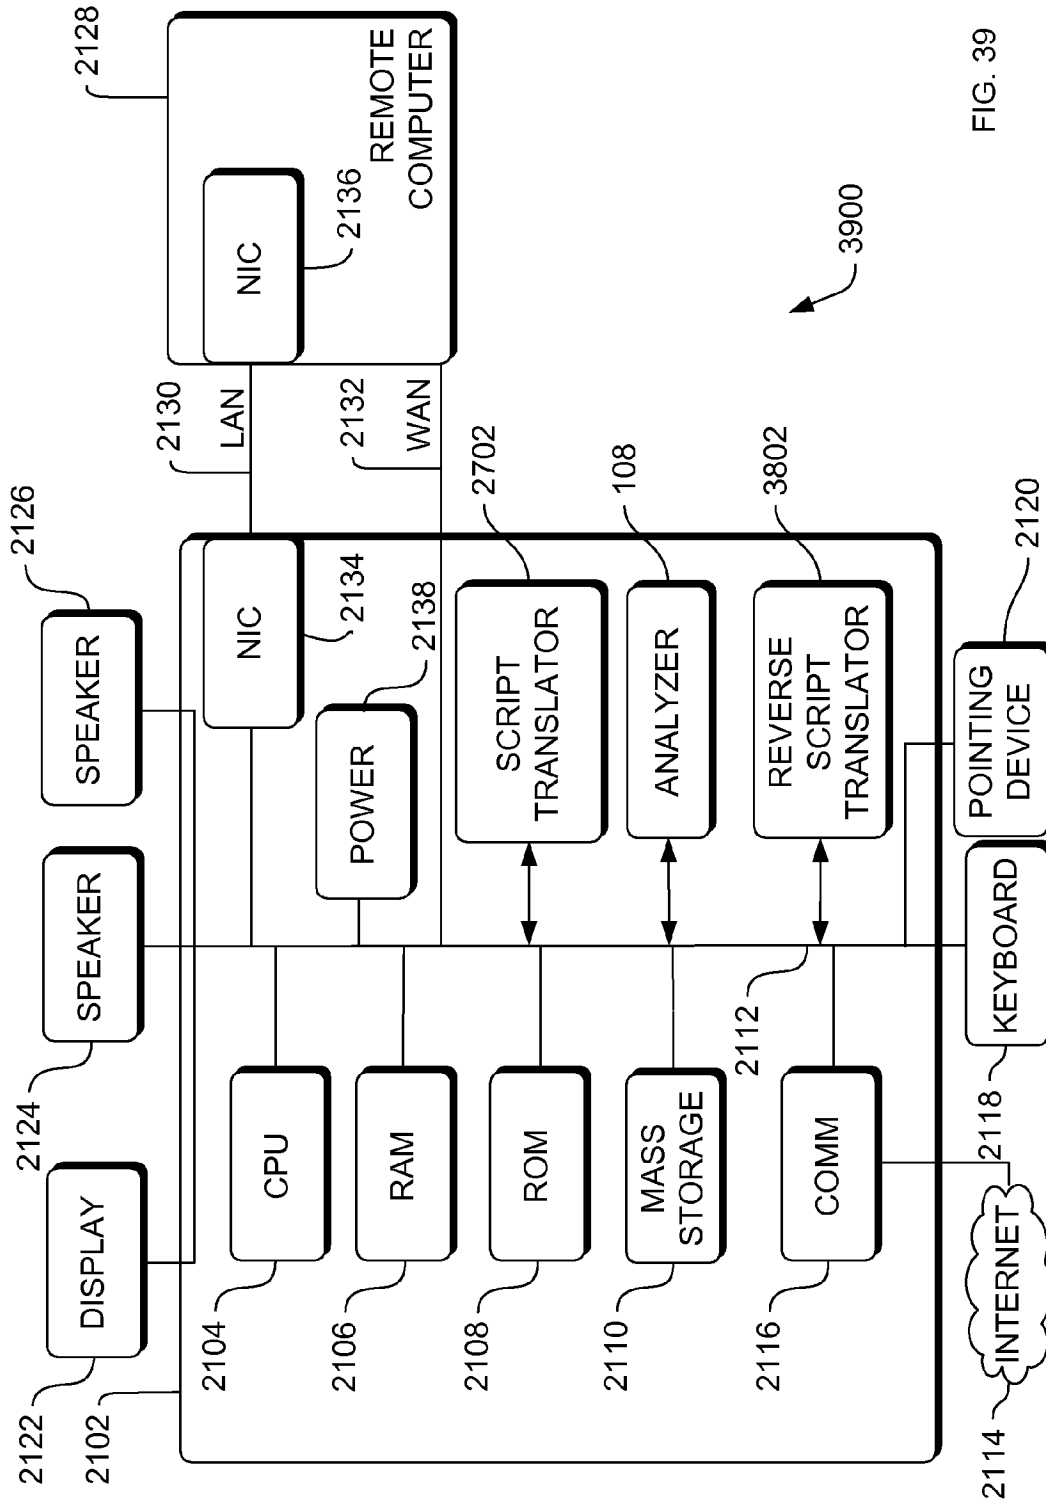 2122
2124
2126
2102
DISPLAY
SPEAKER
SPEAKER
2128
2130
2104
LAN
CPU
NIC
NIC
2106
2134
2136
2132
RAM
POWER
2138
WAN
REMOTE
COMPUTER
2108
2702
ROM
SCRIPT
TRANSLATOR
2110
108
MASS
STORAGE
ANALYZER
2112
2116
3802
COMM
REVERSE
SCRIPT
TRANSLATOR
3900
2114
2118
2120
INTERNET
KEYBOARD
POINTING
DEVICE
FIG. 39